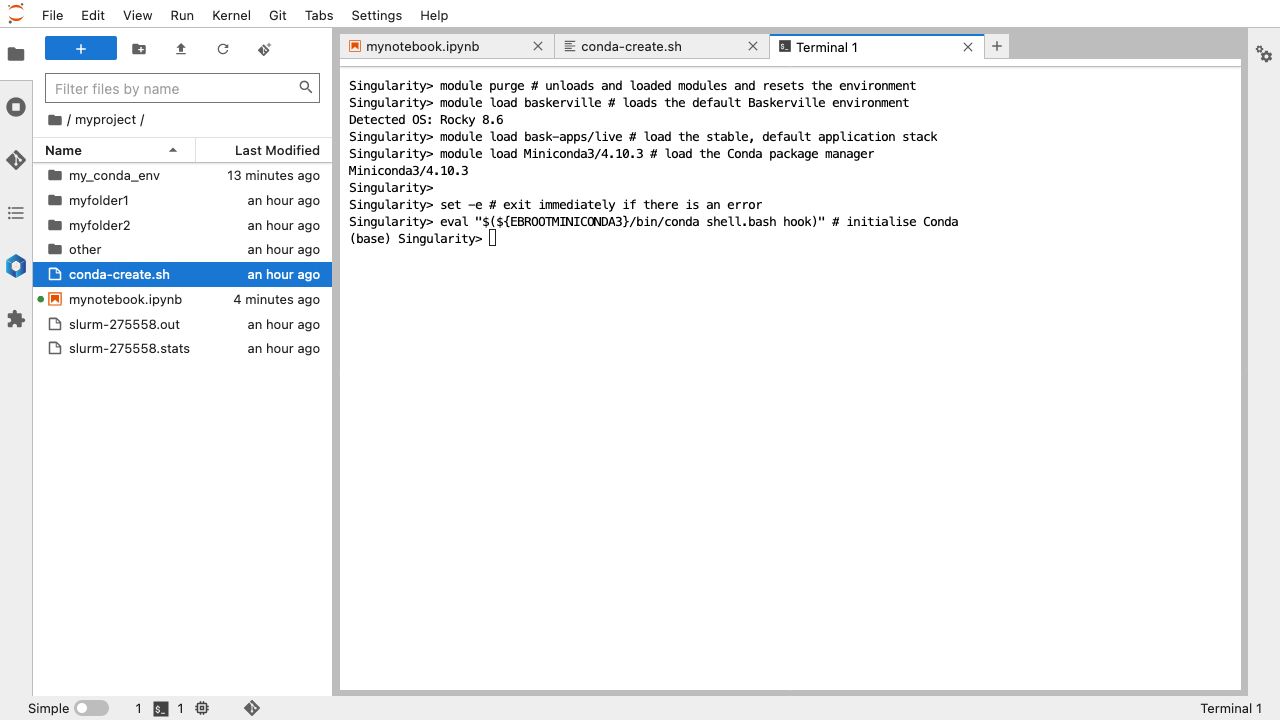 File Edit View Run Kernel Git Tabs Settings Help
Filter files by name
/ myproject /
Name Last Modified
my_conda_env 13 minutes ago
myfolder1 an hour ago
myfolder2 an hour ago
other an hour ago
conda-create.sh an hour ago
mynotebook.ipynb 4 minutes ago
slurm-275558.out an hour ago
slurm-275558.stats an hour ago
mynotebook.ipynb conda-create.sh Terminal 1
Singularity> module purge # unloads and loaded modules and resets the environment
Singularity> module load baskerville # loads the default Baskerville environment
Detected OS: Rocky 8.6
Singularity> module load bask-apps/live # load the stable, default application stack
Singularity> module load Miniconda3/4.10.3 # load the Conda package manager
Miniconda3/4.10.3
Singularity>
Singularity> set -e # exit immediately if there is an error
Singularity> eval "$(${EBROOTMINICONDA3}/bin/conda shell.bash hook)" # initialise Conda
(base) Singularity>
Simple 1 $_ 1 Terminal 1